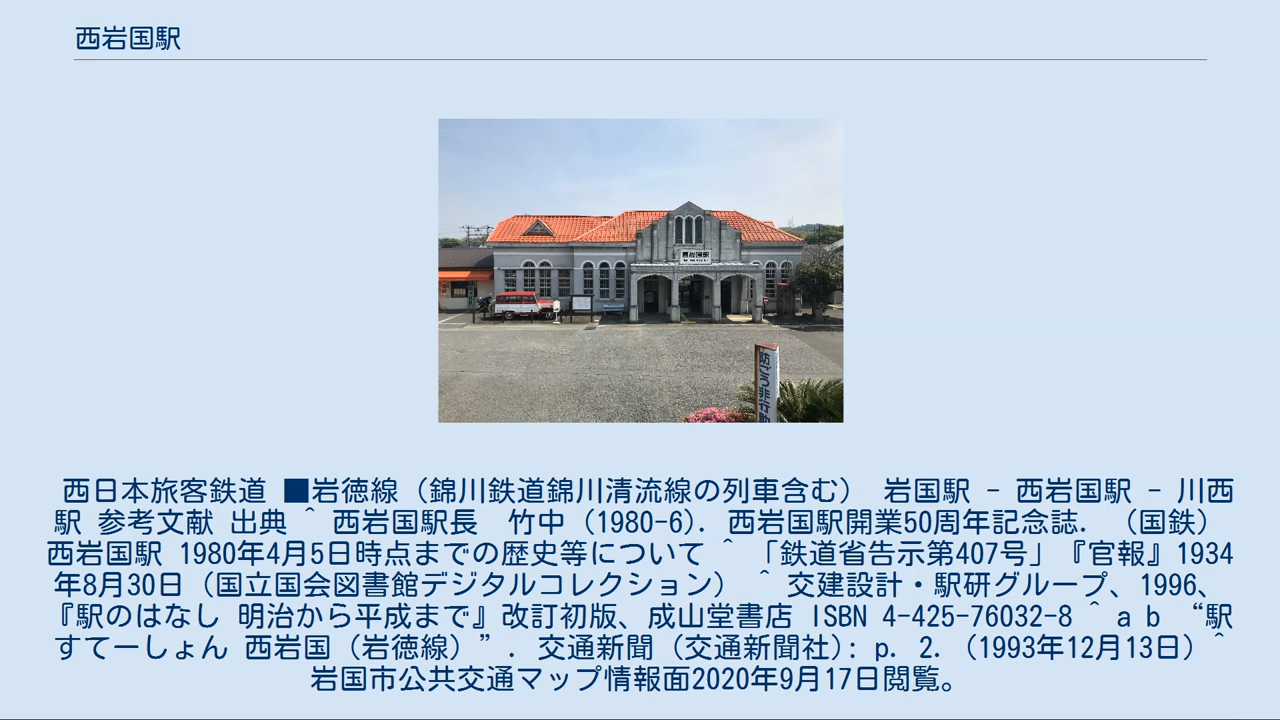 西岩国駅
西岩国駅
防ごう非行
西日本旅客鉄道 ■岩徳線（錦川鉄道錦川清流線の列車含む） 岩国駅 - 西岩国駅 - 川西
駅 参考文献 出典 ^ 西岩国駅長　竹中（1980-6）. 西岩国駅開業50周年記念誌. （国鉄）
西岩国駅 1980年4月5日時点までの歴史等について ^ 「鉄道省告示第407号」『官報』1934
年8月30日（国立国会図書館デジタルコレクション） ^ 交建設計・駅研グループ、1996、
『駅のはなし 明治から平成まで』改訂初版、成山堂書店 ISBN 4-425-76032-8 ^ a b “駅
すてーしょん 西岩国（岩徳線）”. 交通新聞（交通新聞社）: p. 2. （1993年12月13日） ^
岩国市公共交通マップ情報面2020年9月17日閲覧。